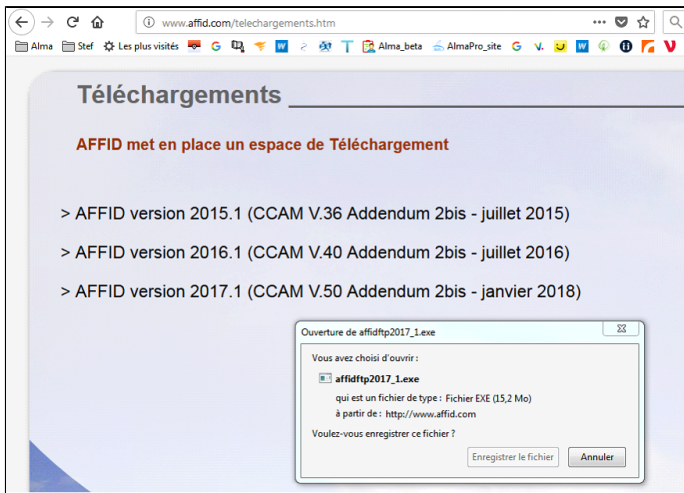 www.affid.com/telechargements.htm
Alma Stef Les plus visités Alma_beta AlmaPro_site
Téléchargements
AFFID met en place un espace de Téléchargement
> AFFID version 2015.1 (CCAM V.36 Addendum 2bis - juillet 2015)
> AFFID version 2016.1 (CCAM V.40 Addendum 2bis - juillet 2016)
> AFFID version 2017.1 (CCAM V.50 Addendum 2bis - janvier 2018)
Ouverture de affidftp2017_1.exe
Vous avez choisi d'ouvrir :
affidftp2017_1.exe
qui est un fichier de type : Fichier EXE (15,2 Mo)
à partir de : http://www.affid.com
Voulez-vous enregistrer ce fichier ?
Enregistrer le fichier Annuler